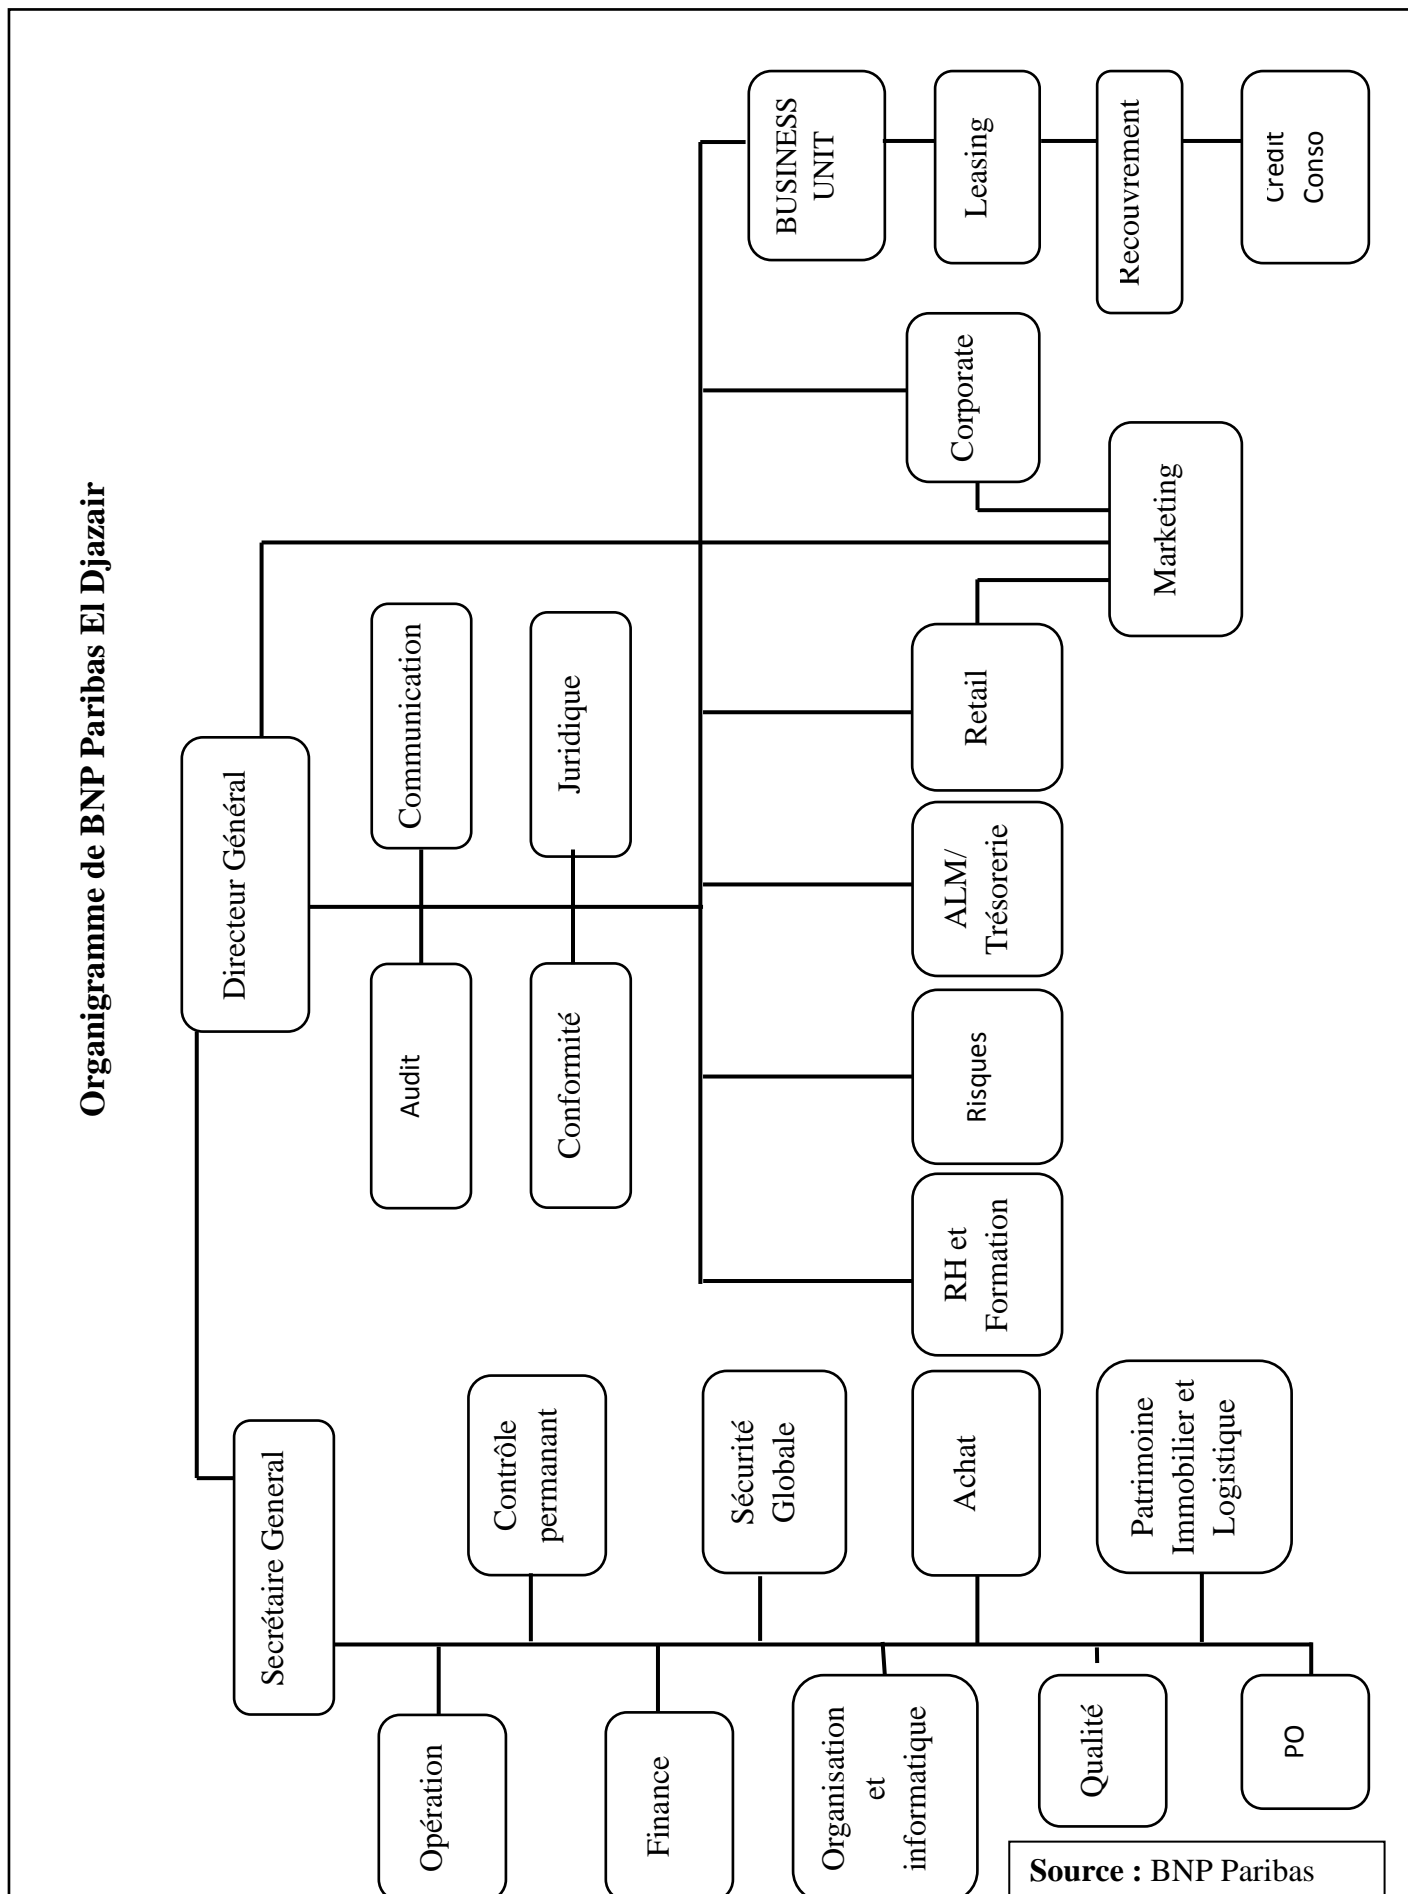 Organigramme de BNP Paribas El Djazair
Directeur Général
Secrétaire General
Audit
Communication
Conformité
Juridique
Opération
Contrôle
permanant
Finance
Sécurité
Globale
Organisation
et
informatique
Achat
Qualité
Patrimoine
Immobilier et
Logistique
PO
RH et
Formation
Risques
ALM/
Trésorerie
Retail
Corporate
Marketing
BUSINESS
UNIT
Leasing
Recouvrement
Credit
Conso
Source : BNP Paribas